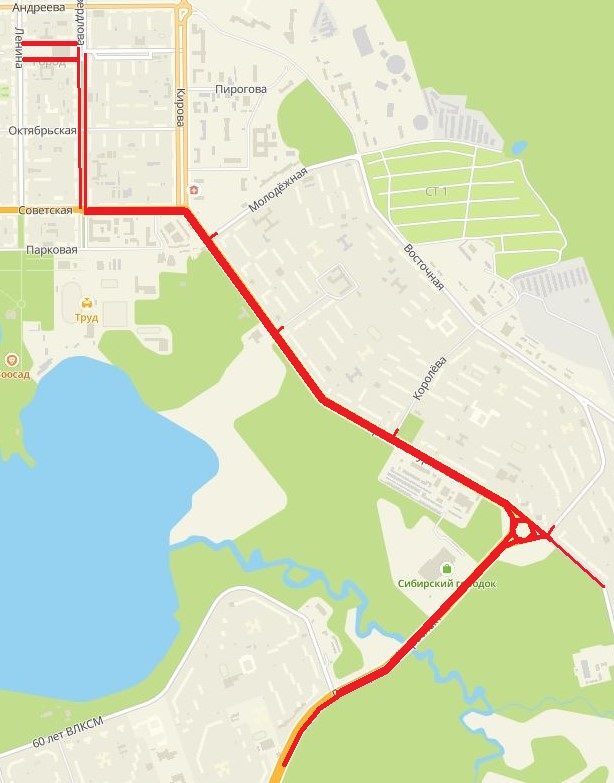 Андреева
Ленина
Кирова
Пирогова
Октябрьская
Молодёжная
СТ 1
Советская
Парковая
Восточная
Труд
Королёва
Сибирский городок
60 лет ВЛКСМ